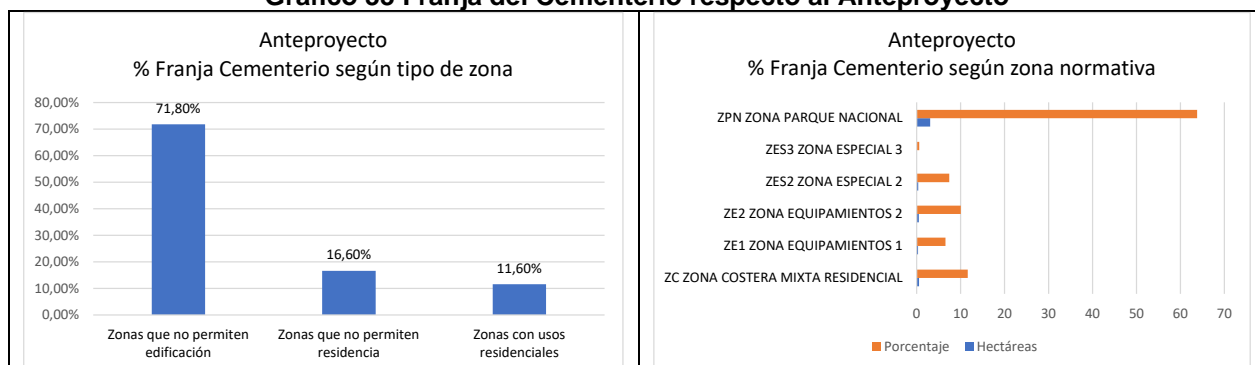 Gráfico 33 Franja del Cementerio respecto al Anteproyecto
Anteproyecto
% Franja Cementerio según tipo de zona
80,00%
70,00%
60,00%
50,00%
40,00%
30,00%
20,00%
10,00%
0,00%
71,80%
16,60%
11,60%
Zonas que no permiten
edificación
Zonas que no permiten
residencia
Zonas con usos
residenciales
Anteproyecto
% Franja Cementerio según zona normativa
ZPN ZONA PARQUE NACIONAL
ZES3 ZONA ESPECIAL 3
ZES2 ZONA ESPECIAL 2
ZE2 ZONA EQUIPAMIENTOS 2
ZE1 ZONA EQUIPAMIENTOS 1
ZC ZONA COSTERA MIXTA RESIDENCIAL
0 10 20 30 40 50 60 70
Porcentaje Hectáreas